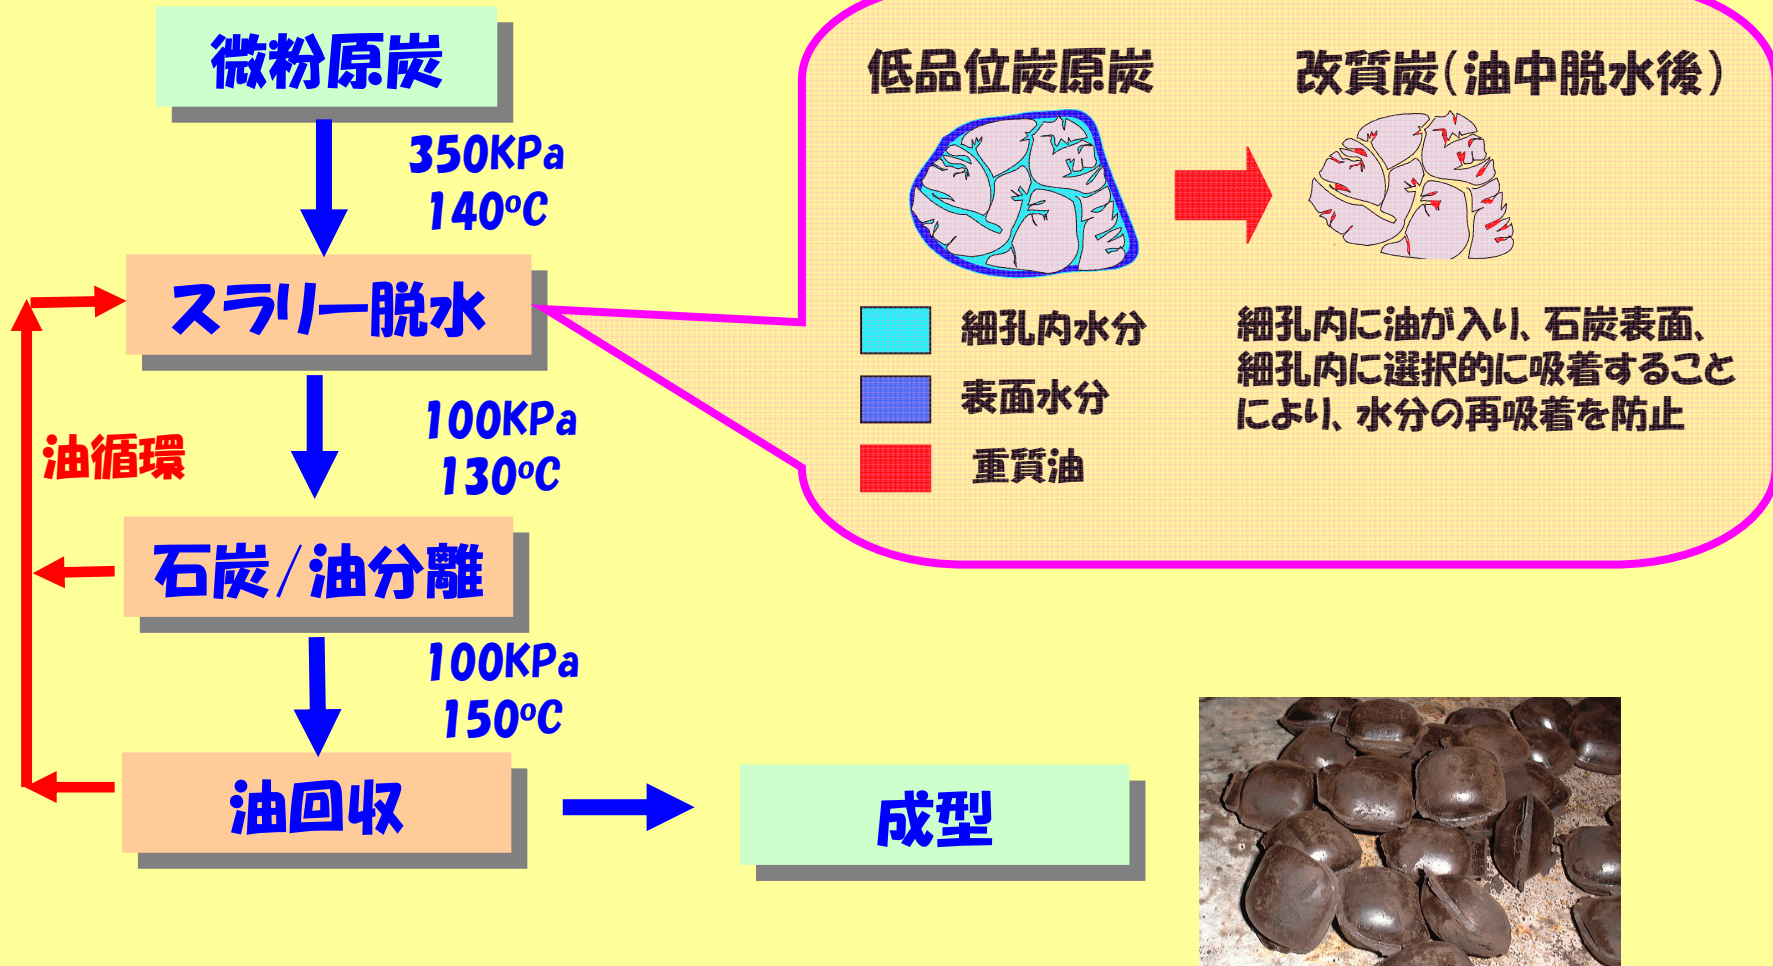 微粉原炭
350KPa
140ºC
スラリー脱水
100KPa
130ºC
油循環
石炭/油分離
100KPa
150ºC
油回収
成型
低品位炭原炭
改質炭(油中脱水後)
細孔内水分
表面水分
重質油
細孔内に油が入り、石炭表面、
細孔内に選択的に吸着すること
により、水分の再吸着を防止